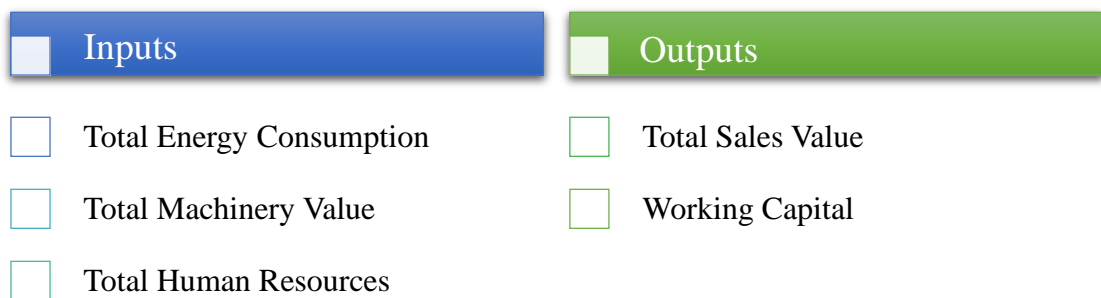 Inputs
Total Energy Consumption
Total Machinery Value
Total Human Resources
Outputs
Total Sales Value
Working Capital